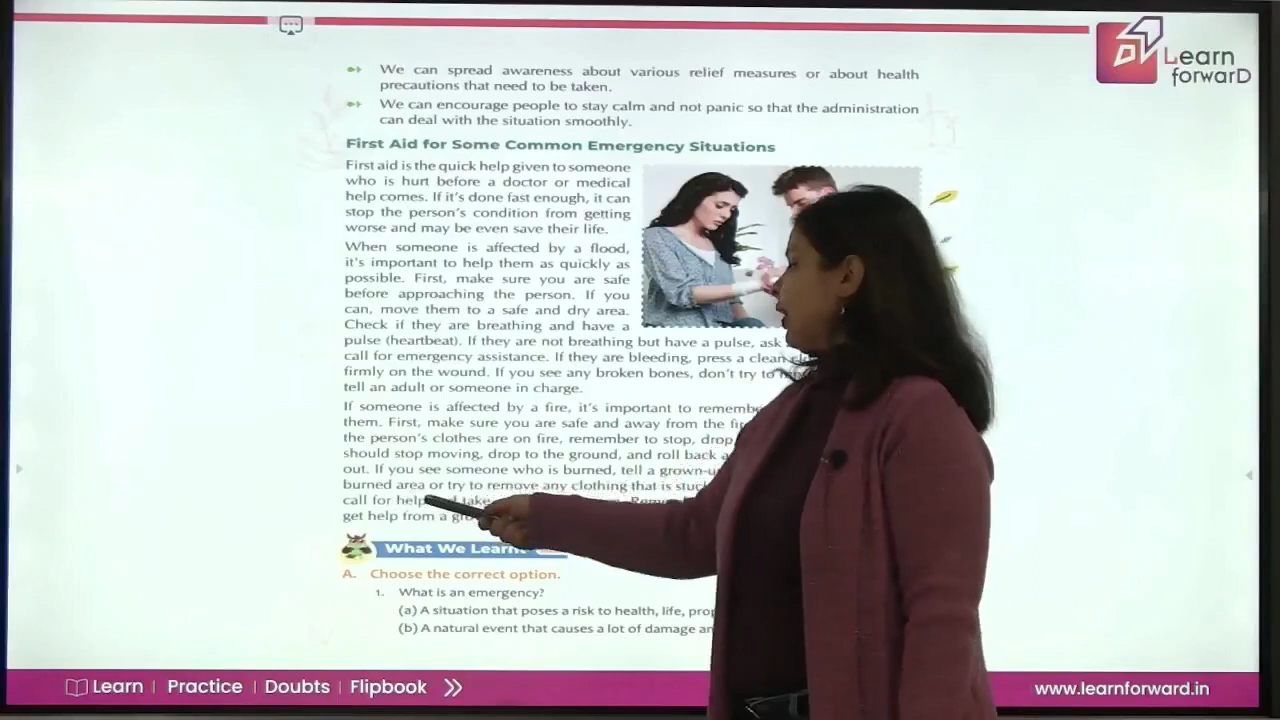 Learn
forwarD
We can spread awareness about various relief measures or about health
precautions that need to be taken.
We can encourage people to stay calm and not panic so that the administration
can deal with the situation smoothly.
First Aid for Some Common Emergency Situations
First aid is the quick help given to someone
who is hurt before a doctor or medical
help comes. If it's done fast enough, it can
stop the person's condition from getting
worse and may be even save their life.
When someone is affected by a flood,
it's important to help them as quickly as
possible. First, make sure you are safe
before approaching the person. If you
can, move them to a safe and dry area.
Check if they are breathing and have a
pulse (heartbeat). If they are not breathing but have a pulse, ask
call for emergency assistance. If they are bleeding, press a clean
firmly on the wound. If you see any broken bones, don't try to
tell an adult or someone in charge.
If someone is affected by a fire, it's important to
them. First, make sure you are safe and away from the
the person's clothes are on fire, remember to stop, drop
should stop moving, drop to the ground, and roll back
out. If you see someone who is burned, tell a
burned area or try to remove any clothing that is
call for help take
get help from a
What We Learnt
A. Choose the correct option.
1. What is an emergency?
(a) A situation that poses a risk to health, life,
(b) A natural event that causes a lot of damage
Learn | Practice | Doubts | Flipbook
www.learnforward.in